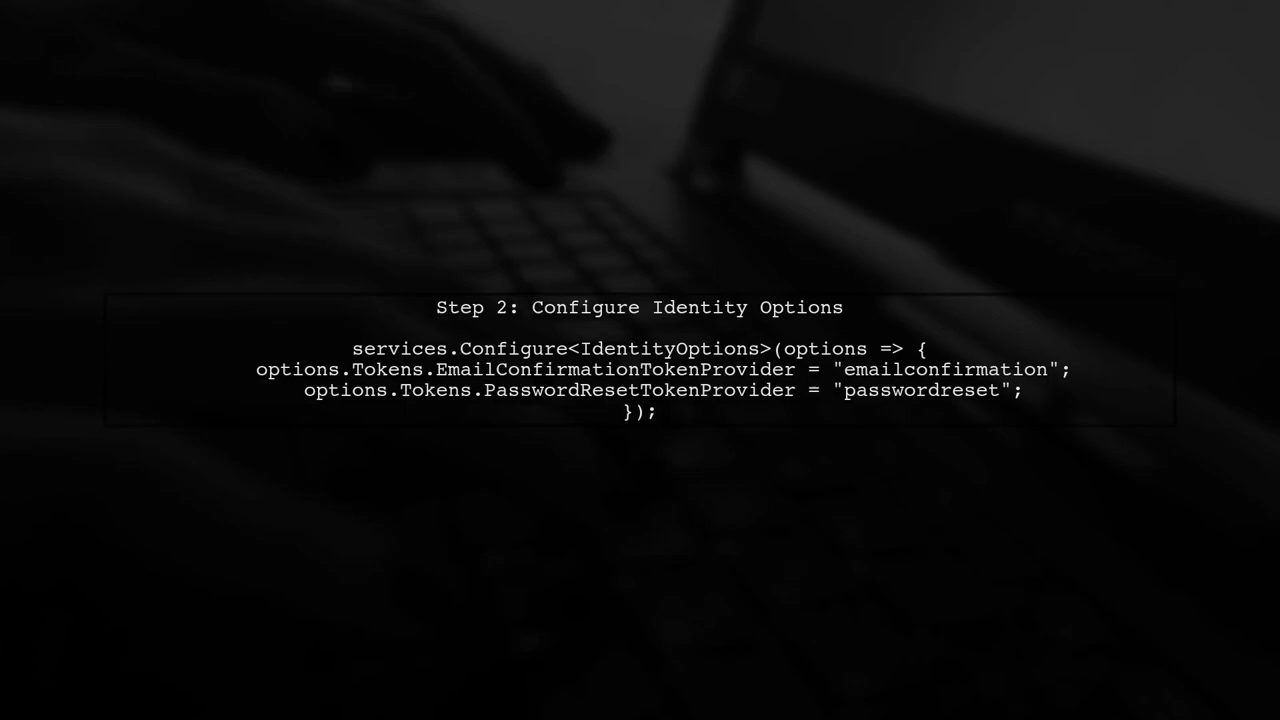 Step 2: Configure Identity Options
services.Configure<IdentityOptions>(options => {
options.Tokens.EmailConfirmationTokenProvider = "emailconfirmation";
options.Tokens.PasswordResetTokenProvider = "passwordreset";
});